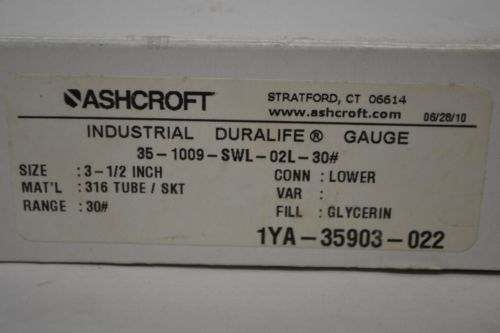 ASHCROFT
STRATFORD, CT 06614
www.ashcroft.com
06/28/10
INDUSTRIAL DURALIFE® GAUGE
35-1009-SWL-02L-30#
SIZE : 3-1/2 INCH CONN : LOWER
MAT'L : 316 TUBE / SKT VAR :
RANGE : 30# FILL : GLYCERIN
1YA-35903-022